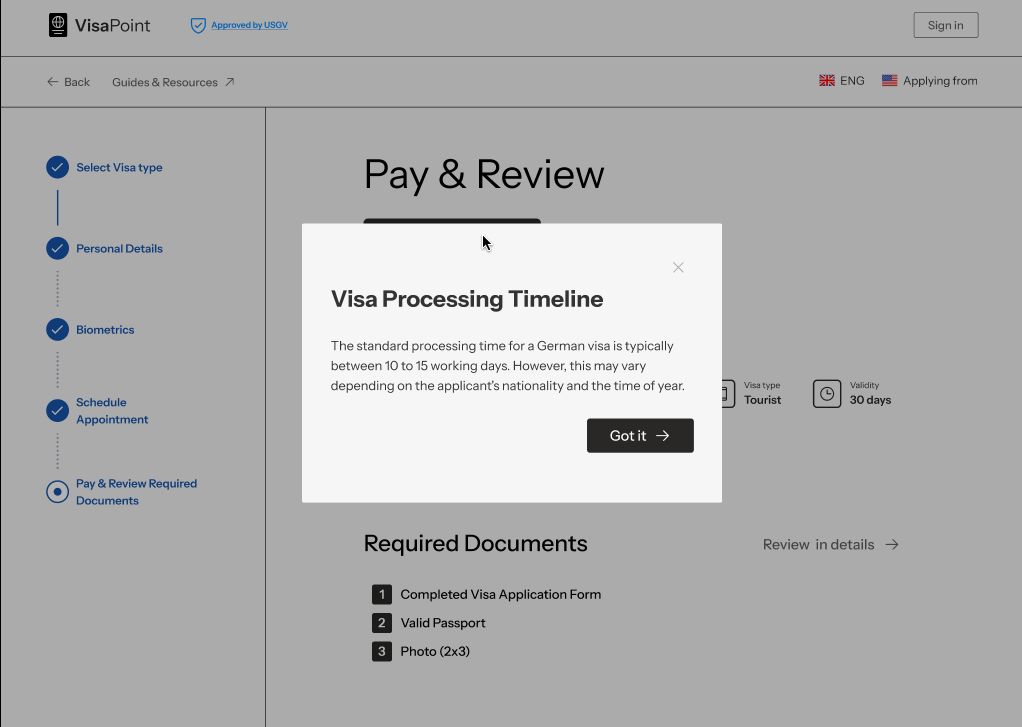 VisaPoint
Approved by USGV
Sign in
Back
Guides & Resources
ENG
Applying from
Select Visa type
Personal Details
Biometrics
Schedule
Appointment
Pay & Review Required
Documents
Pay & Review
Visa Processing Timeline
The standard processing time for a German visa is typically
between 10 to 15 working days. However, this may vary
depending on the applicant's nationality and the time of year.
Got it
Visa type
Tourist
Validity
30 days
Required Documents
Review in details
1 Completed Visa Application Form
2 Valid Passport
3 Photo (2x3)